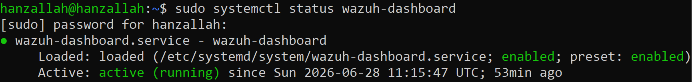 hanzallah@hanzallah:~$ sudo systemctl status wazuh-dashboard
[sudo] password for hanzallah:
● wazuh-dashboard.service - wazuh-dashboard
     Loaded: loaded (/etc/systemd/system/wazuh-dashboard.service; enabled; preset: enabled)
     Active: active (running) since Sun 2026-06-28 11:15:47 UTC; 53min ago